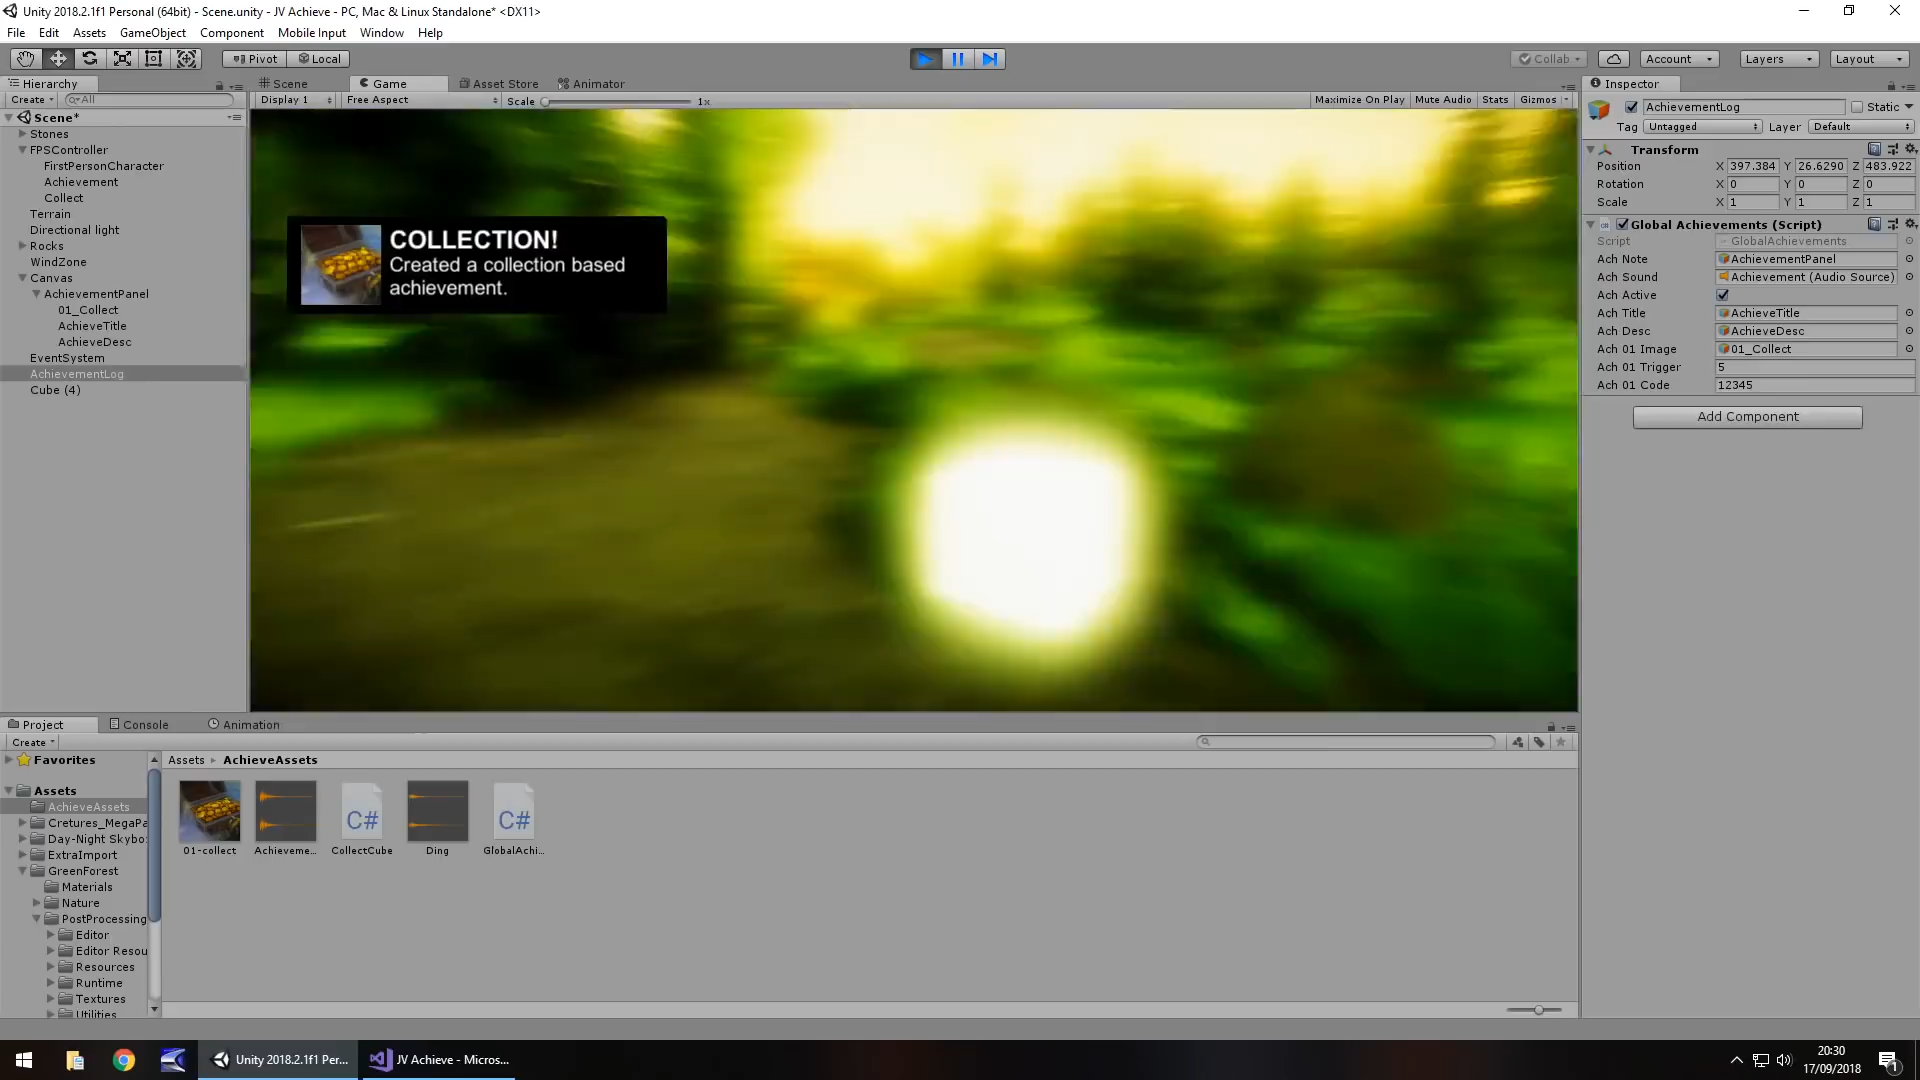 Unity 2018.2.1f1 Personal (64bit) - Scene.unity - JV Achieve - PC, Mac & Linux Standalone* <DX11>
File Edit Assets GameObject Component Mobile Input Window Help
Pivot Local Collab Account Layers Layout
Hierarchy
Create All
Scene*
Stones
FPSController
FirstPersonCharacter
Achievement
Collect
Terrain
Directional light
Rocks
WindZone
Canvas
AchievementPanel
01_Collect
AchieveTitle
AchieveDesc
EventSystem
AchievementLog
Cube (4)
Scene Game Asset Store Animator
Display 1 Free Aspect Scale 1x Maximize On Play Mute Audio Stats Gizmos
COLLECTION!
Created a collection based
achievement.
Inspector
AchievementLog Static
Tag Untagged Layer Default
Transform
Position X 397.384 Y 26.6290 Z 483.922
Rotation X 0 Y 0 Z 0
Scale X 1 Y 1 Z 1
Global Achievements (Script)
Script GlobalAchievements
Ach Note AchievementPanel
Ach Sound Achievement (Audio Source)
Ach Active
Ach Title AchieveTitle
Ach Desc AchieveDesc
Ach 01 Image 01_Collect
Ach 01 Trigger 5
Ach 01 Code 12345
Add Component
Project Console Animation
Create
Favorites
Assets
AchieveAssets
Cretures_MegaPa
Day-Night Skybo
ExtraImport
GreenForest
Materials
Nature
PostProcessing
Editor
Editor Resou
Resources
Runtime
Textures
Utilities
Assets AchieveAssets
C# C#
01-collect Achieveme... CollectCube Ding GlobalAchi...
Unity 2018.2.1f1 Per... JV Achieve - Micros...
20:30
17/09/2018
1